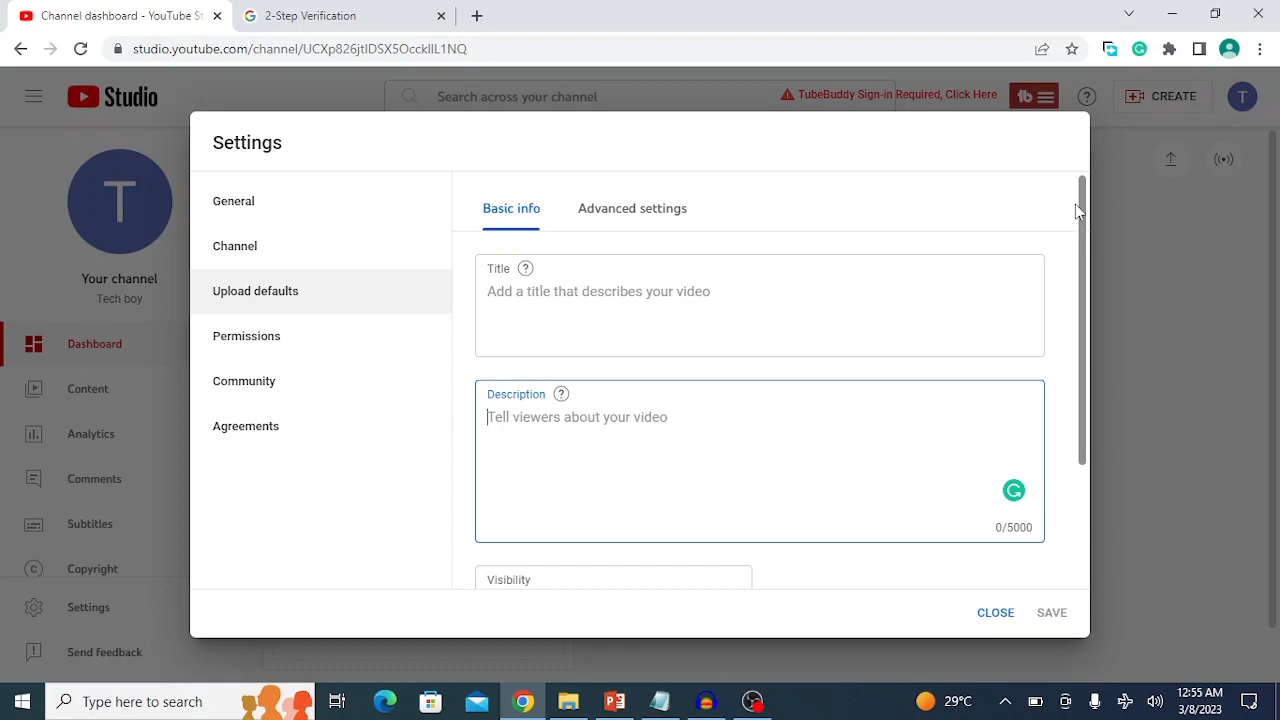 Channel dashboard - YouTube St
2-Step Verification
studio.youtube.com/channel/UCXp826jtIDSX5OcckIlL1NQ
Studio
Search across your channel
TubeBuddy Sign-in Required, Click Here
tb
CREATE
T
T
Your channel
Tech boy
Dashboard
Content
Analytics
Comments
Subtitles
Copyright
Settings
Send feedback
Settings
General
Channel
Upload defaults
Permissions
Community
Agreements
Basic info
Advanced settings
Title ?
Add a title that describes your video
Description ?
Tell viewers about your video
0/5000
Visibility
CLOSE
SAVE
Type here to search
29°C
12:55 AM
3/8/2023